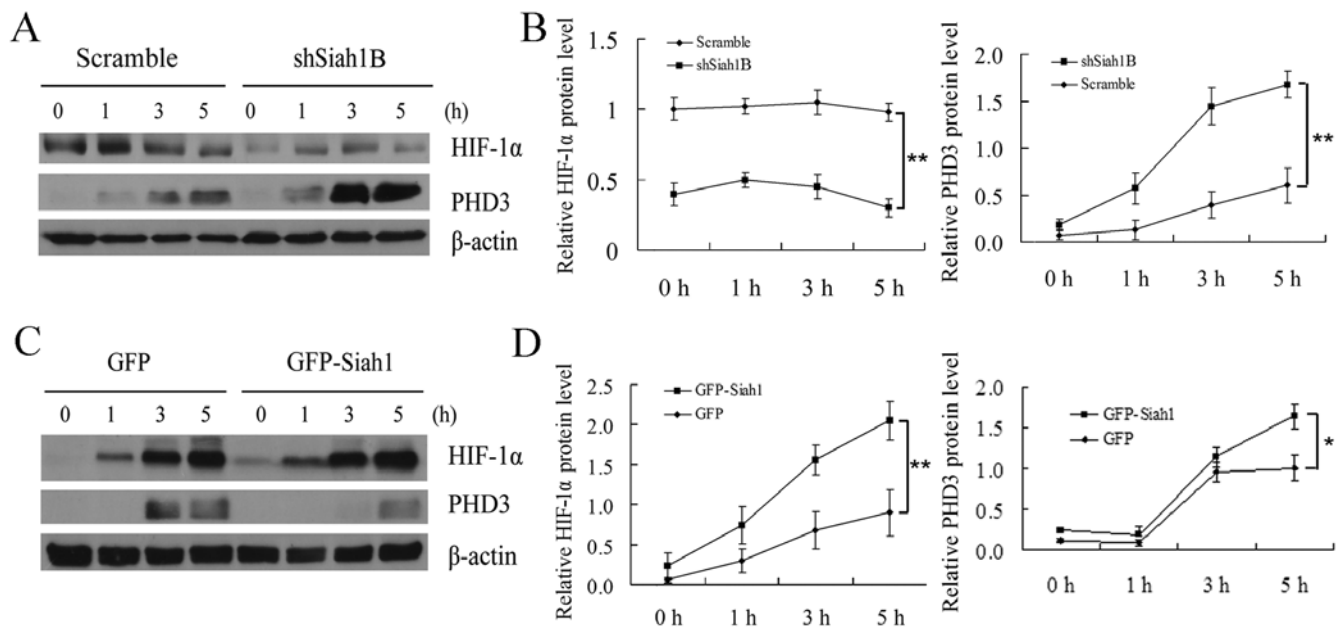 A
Scramble shSiah1B
0 1 3 5 0 1 3 5 (h)
HIF-1α
PHD3
β-actin
B
Relative HIF-1α protein level
1.5
1
0.5
0
Scramble
shSiah1B
**
0 h 1 h 3 h 5 h
Relative PHD3 protein level
2.0
1.5
1.0
0.5
0.0
shSiah1B
Scramble
**
0 h 1 h 3 h 5 h
C
GFP GFP-Siah1
0 1 3 5 0 1 3 5 (h)
HIF-1α
PHD3
β-actin
D
Relative HIF-1α protein level
2.5
2.0
1.5
1.0
0.5
0.0
GFP-Siah1
GFP
**
0 h 1 h 3 h 5 h
Relative PHD3 protein level
2.0
1.5
1.0
0.5
0.0
GFP-Siah1
GFP
*
0 h 1 h 3 h 5 h